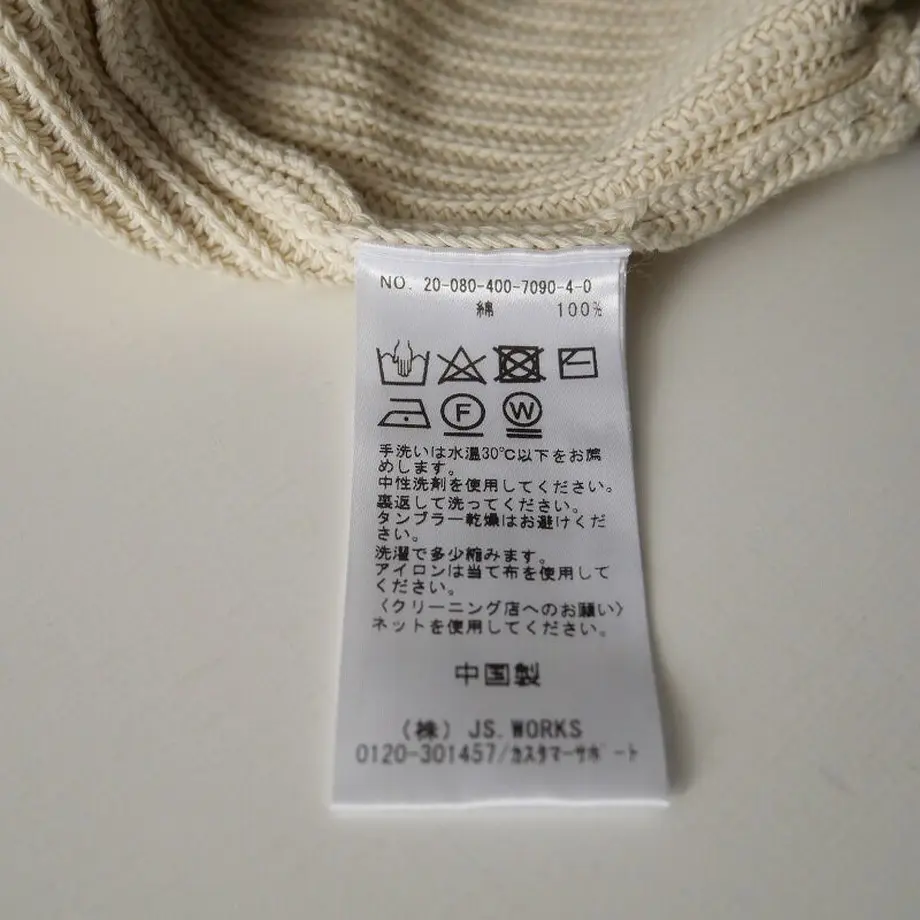 NO. 20-080-400-7090-4-0
綿 100%
F W
手洗いは水温30℃以下をお薦
めします。
中性洗剤を使用してください。
裏返して洗ってください。
タンブラー乾燥はお避けくだ
さい。
洗濯で多少縮みます。
アイロンは当て布を使用して
ください。
〈クリーニング店へのお願い〉
ネットを使用してください。
中国製
（株） JS.WORKS
0120-301457/ｶｽﾀﾏｰｻﾎﾟｰﾄ